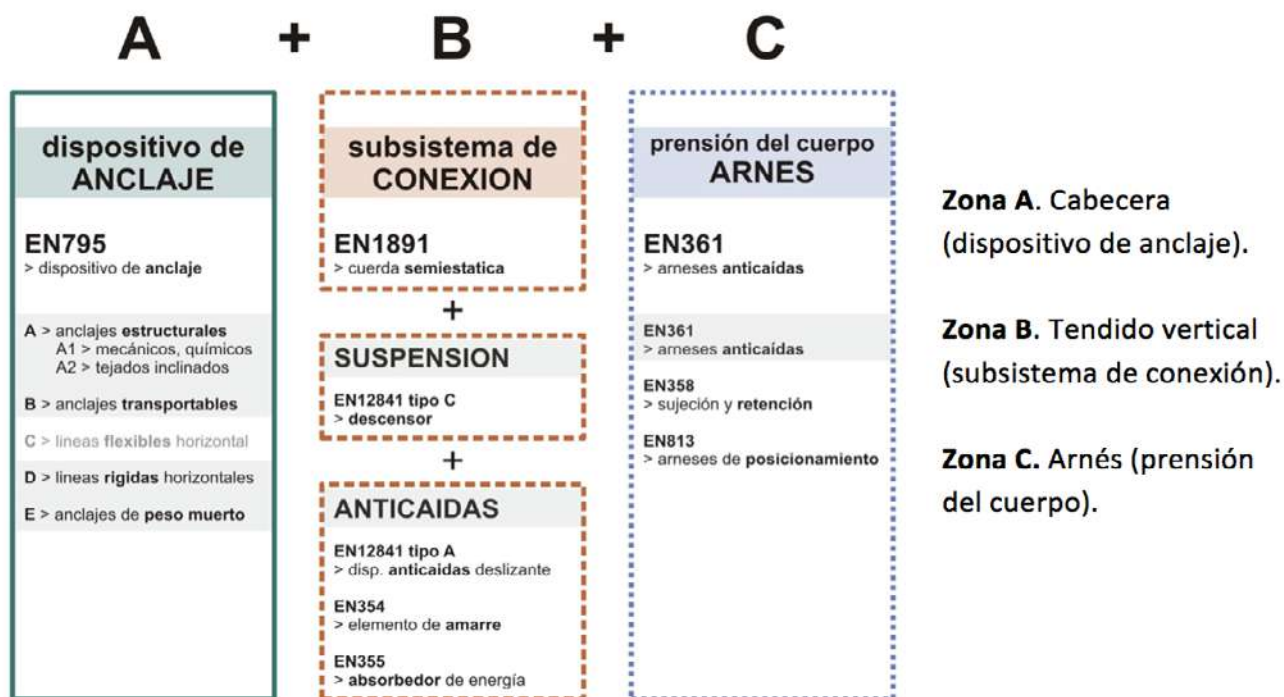 A + B + C
dispositivo de
ANCLAJE
EN795
> dispositivo de anclaje
A > anclajes estructurales
A1 > mecánicos, químicos
A2 > tejados inclinados
B > anclajes transportables
C > lineas flexibles horizontal
D > lineas rigidas horizontales
E > anclajes de peso muerto
subsistema de
CONEXION
EN1891
> cuerda semiestatica
+
SUSPENSION
EN12841 tipo C
> descensor
+
ANTICAIDAS
EN12841 tipo A
> disp. anticaidas deslizante
EN354
> elemento de amarre
EN355
> absorbedor de energía
prensión del cuerpo
ARNES
EN361
> arneses anticaídas
EN361
> arneses anticaídas
EN358
> sujeción y retención
EN813
> arneses de posicionamiento
Zona A. Cabecera
(dispositivo de anclaje).
Zona B. Tendido vertical
(subsistema de conexión).
Zona C. Arnés (prensión
del cuerpo).